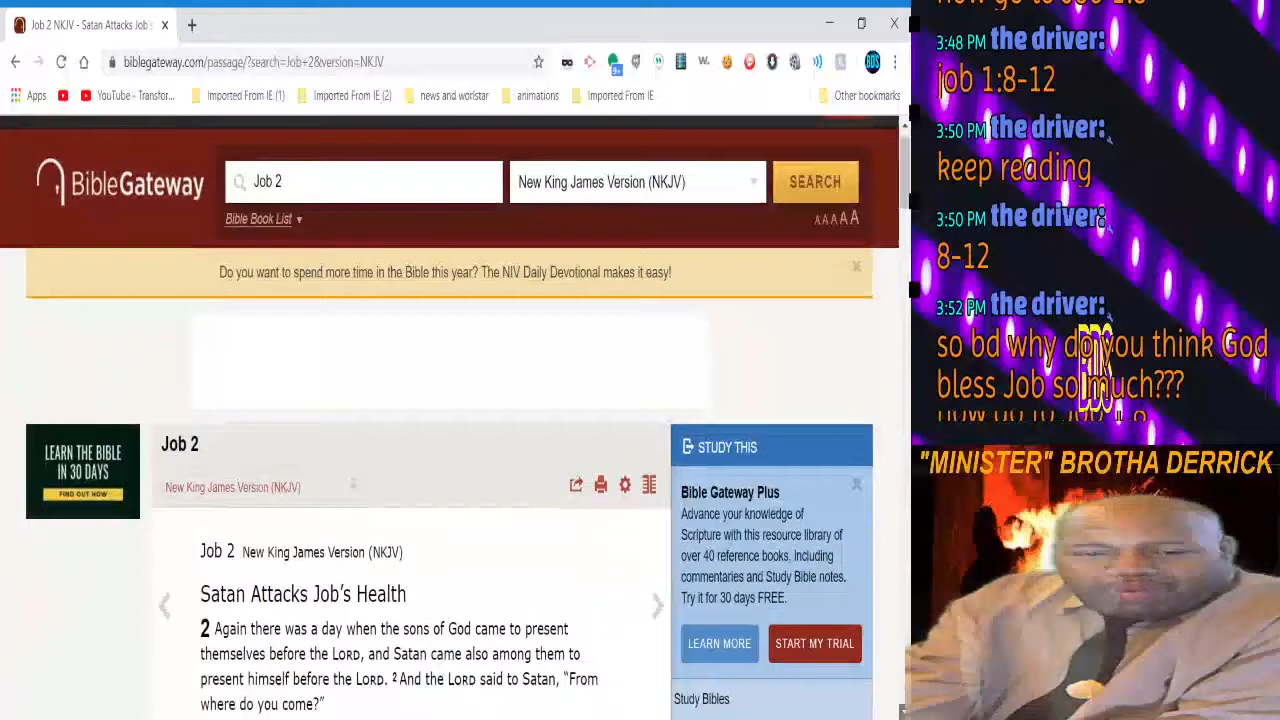 Job 2 NKJV - Satan Attacks Job's
biblegateway.com/passage/?search=Job+2&version=NKJV
Apps
YouTube - Transfor...
Imported From IE (1)
Imported From IE (2)
news and worlstar
animations
Imported From IE
Other bookmarks
BibleGateway
Job 2
New King James Version (NKJV)
SEARCH
Bible Book List
AAAAA
Do you want to spend more time in the Bible this year? The NIV Daily Devotional makes it easy!
LEARN THE BIBLE
IN 30 DAYS
FIND OUT HOW
Job 2
New King James Version (NKJV)
Job 2 New King James Version (NKJV)
Satan Attacks Job's Health
2 Again there was a day when the sons of God came to present
themselves before the LORD, and Satan came also among them to
present himself before the LORD. 2 And the LORD said to Satan, "From
where do you come?"
STUDY THIS
Bible Gateway Plus
Advance your knowledge of
Scripture with this resource library of
over 40 reference books, including
commentaries and Study Bible notes.
Try it for 30 days FREE.
LEARN MORE
START MY TRIAL
Study Bibles
3:48 PM the driver:
job 1:8-12
3:50 PM the driver:
keep reading
3:50 PM the driver:
8-12
3:52 PM the driver:
so bd why do you think God
bless Job so much???
BDS
"MINISTER" BROTHA DERRICK